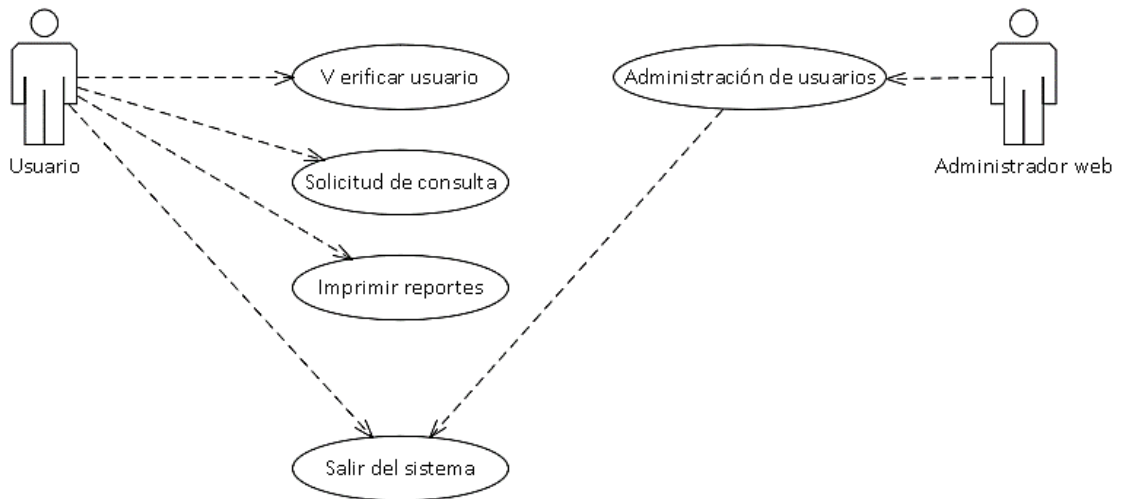 V erificar usuario
Administración de usuarios
Usuario
Administrador web
Solicitud de consulta
Imprimir reportes
Salir del sistema